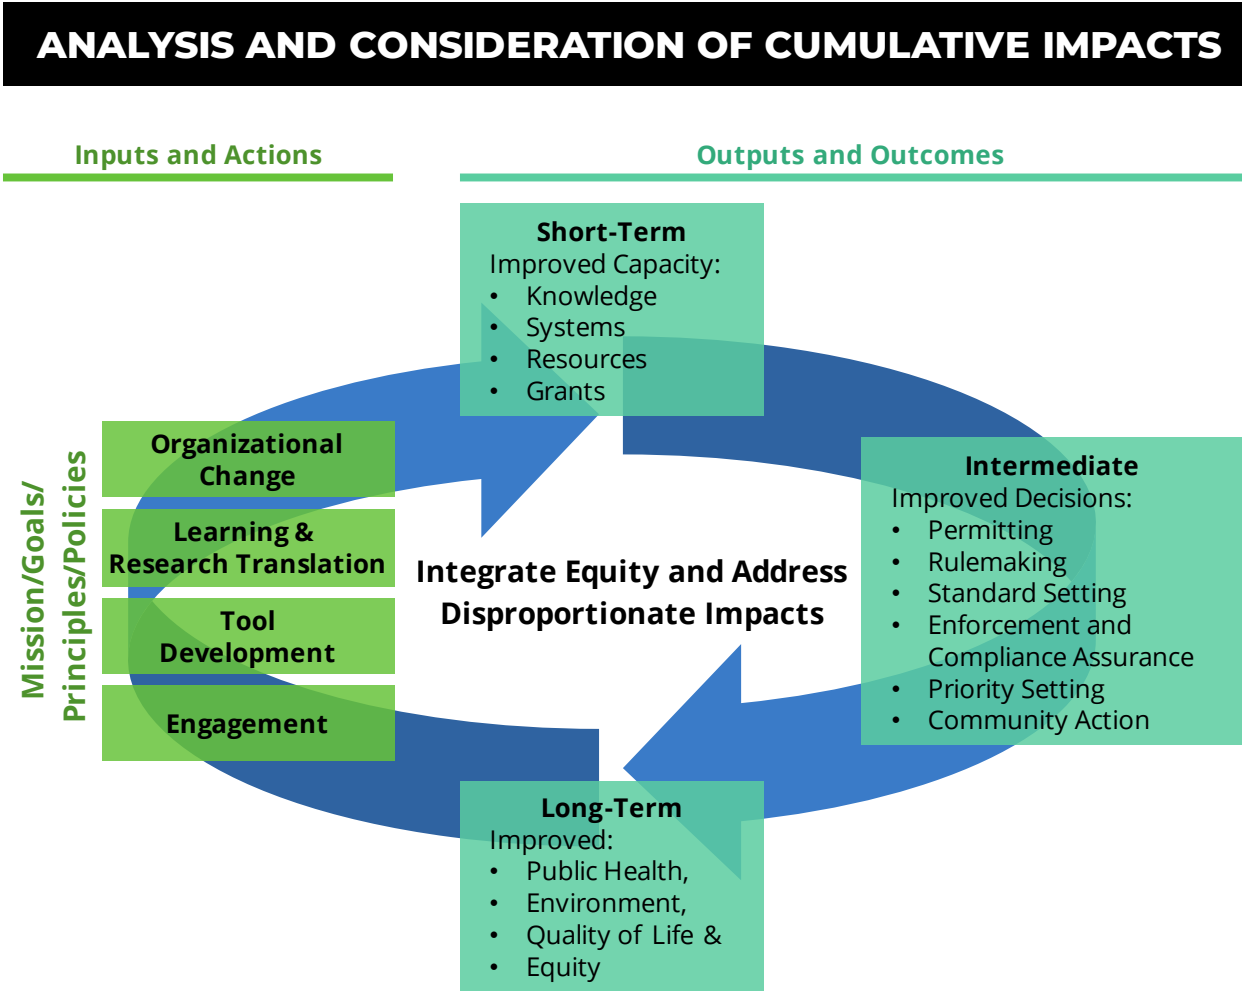 ANALYSIS AND CONSIDERATION OF CUMULATIVE IMPACTS
Inputs and Actions
Outputs and Outcomes
Mission/Goals/
Principles/Policies
Organizational
Change
Learning &
Research Translation
Tool
Development
Engagement
Short-Term
Improved Capacity:
• Knowledge
• Systems
• Resources
• Grants
Integrate Equity and Address
Disproportionate Impacts
Intermediate
Improved Decisions:
• Permitting
• Rulemaking
• Standard Setting
• Enforcement and
Compliance Assurance
• Priority Setting
• Community Action
Long-Term
Improved:
• Public Health,
• Environment,
• Quality of Life &
• Equity